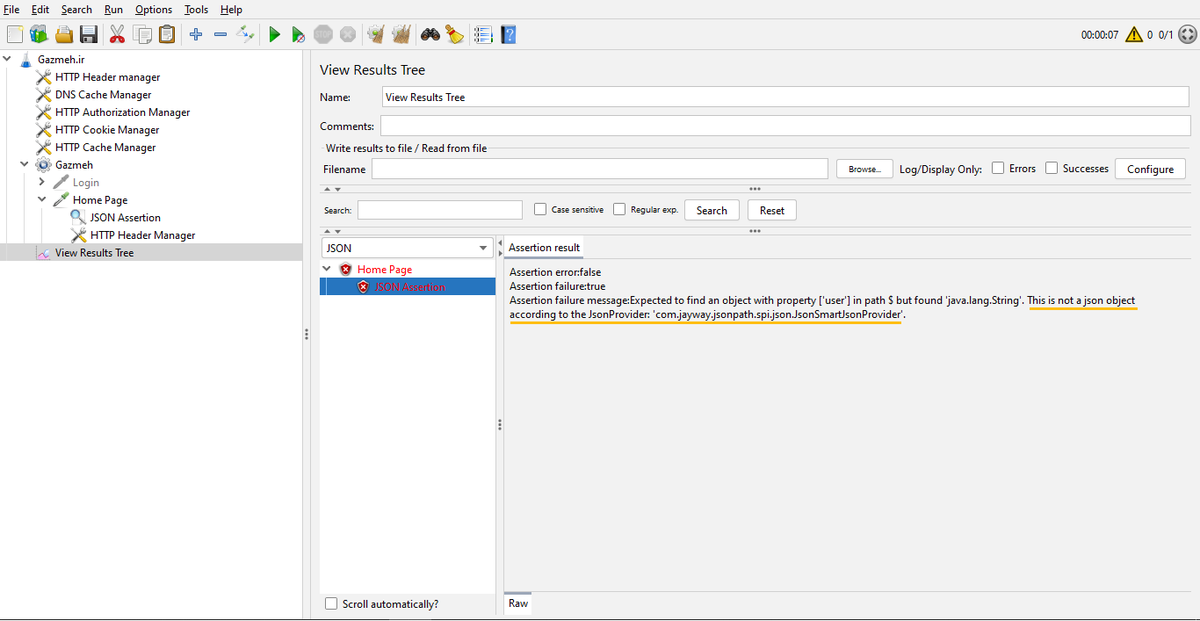 File Edit Search Run Options Tools Help
STOP
00:00:07 0 0/1
Gazmeh.ir
HTTP Header manager
DNS Cache Manager
HTTP Authorization Manager
HTTP Cookie Manager
HTTP Cache Manager
Gazmeh
Login
Home Page
JSON Assertion
HTTP Header Manager
View Results Tree
View Results Tree
Name: View Results Tree
Comments:
Write results to file / Read from file
Filename Browse... Log/Display Only: Errors Successes Configure
Search: Case sensitive Regular exp. Search Reset
JSON
Home Page
JSON Assertion
Scroll automatically?
Assertion result
Assertion error:false
Assertion failure:true
Assertion failure message:Expected to find an object with property ['user'] in path $ but found 'java.lang.String'. This is not a json object
according to the JsonProvider: 'com.jayway.jsonpath.spi.json.JsonSmartJsonProvider'.
Raw